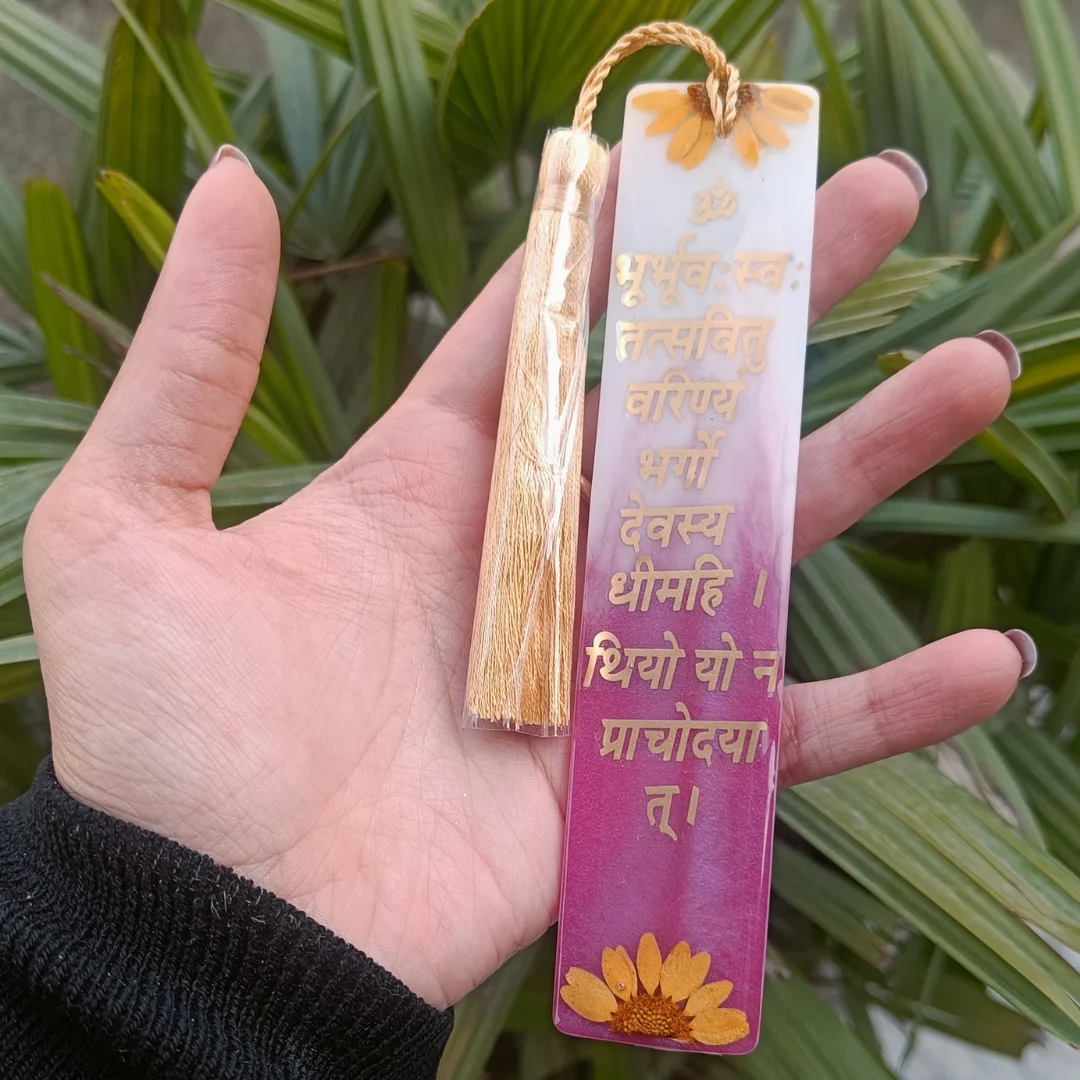 ॐ
भूर्भूवःस्वः
तत्सवितु
वरिण्य
भर्गो
देवस्य
धीमहि ।
थियो यो न
प्राचोदया
त्।